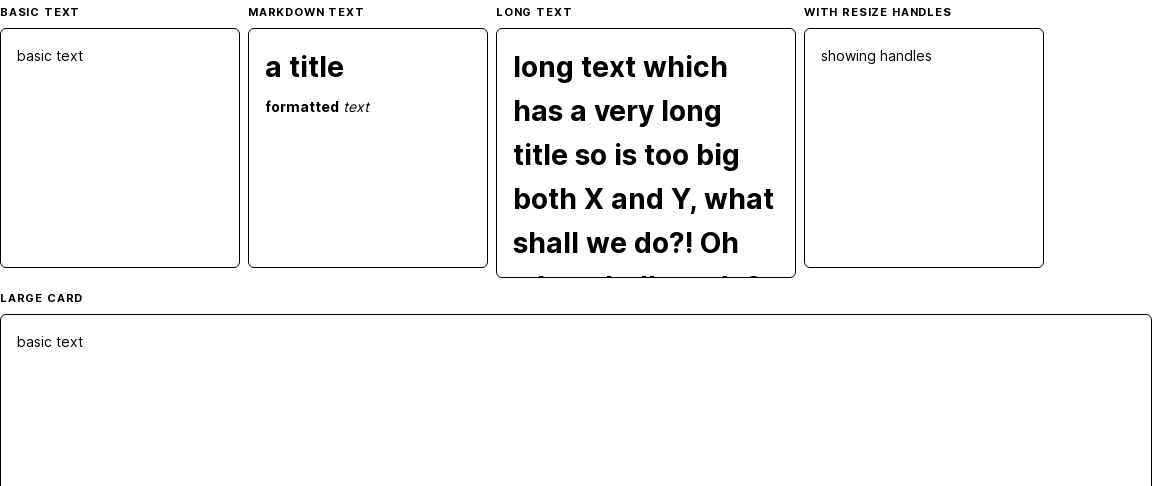 BASIC TEXT
basic text
MARKDOWN TEXT
a title
formatted text
LONG TEXT
long text which
has a very long
title so is too big
both X and Y, what
shall we do?! Oh
WITH RESIZE HANDLES
showing handles
LARGE CARD
basic text